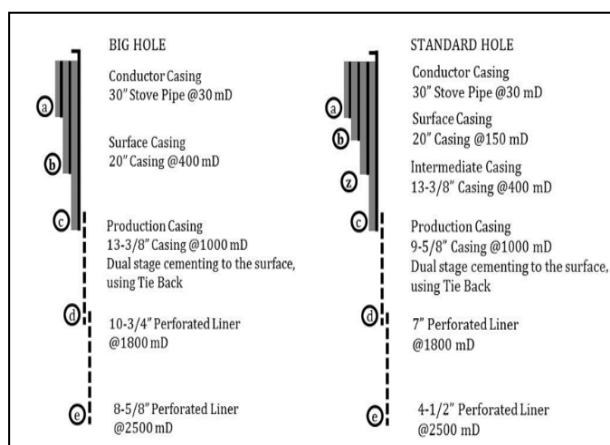 BIG HOLE
Conductor Casing
30" Stove Pipe @30 mD
Surface Casing
20" Casing @400 mD
Production Casing
13-3/8" Casing @1000 mD
Dual stage cementing to the surface,
using Tie Back
10-3/4" Perforated Liner
@1800 mD
8-5/8" Perforated Liner
@2500 mD
a
b
c
d
e
STANDARD HOLE
Conductor Casing
30" Stove Pipe @30 mD
Surface Casing
20" Casing @150 mD
Intermediate Casing
13-3/8" Casing @400 mD
Production Casing
9-5/8" Casing @1000 mD
Dual stage cementing to the surface,
using Tie Back
7" Perforated Liner
@1800 mD
4-1/2" Perforated Liner
@2500 mD
a
b
z
c
d
e